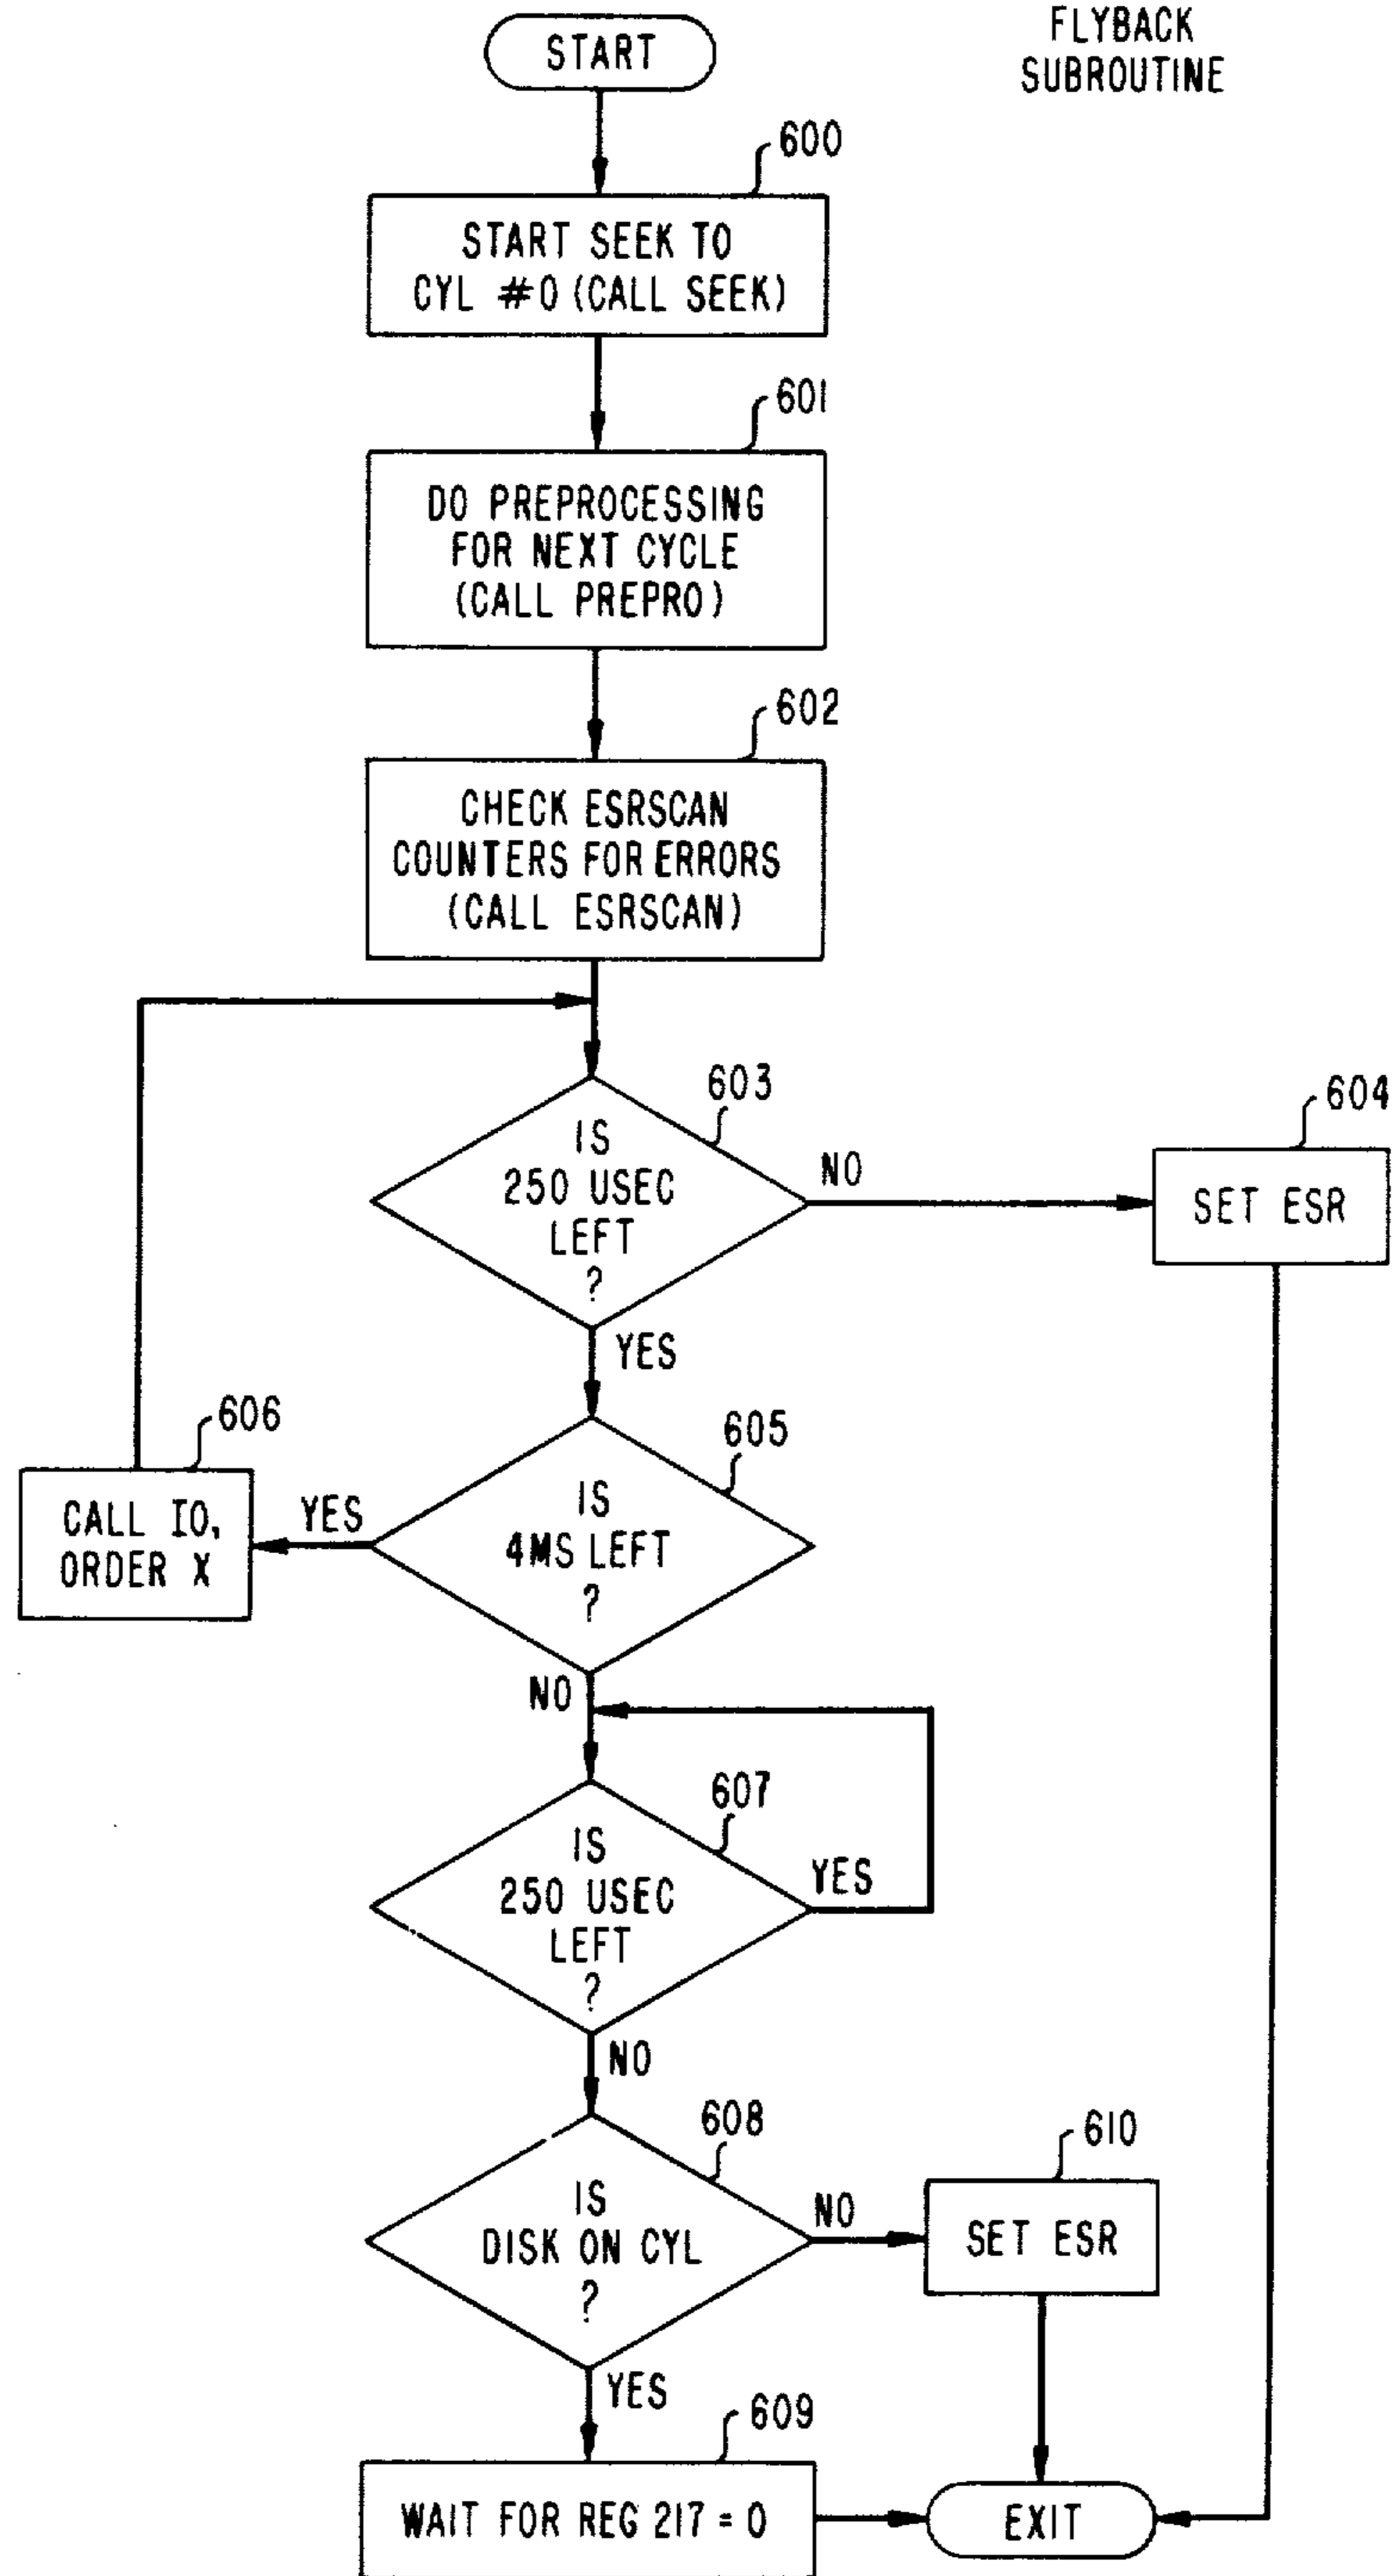 FLYBACK
SUBROUTINE
START
600
START SEEK TO
CYL #0 (CALL SEEK)
601
DO PREPROCESSING
FOR NEXT CYCLE
(CALL PREPRO)
602
CHECK ESRSCAN
COUNTERS FOR ERRORS
(CALL ESRSCAN)
603
IS
250 USEC
LEFT
?
NO
604
SET ESR
YES
605
IS
4MS LEFT
?
YES
606
CALL IO,
ORDER X
NO
607
IS
250 USEC
LEFT
?
YES
NO
608
IS
DISK ON CYL
?
NO
610
SET ESR
YES
609
WAIT FOR REG 217 = 0
EXIT